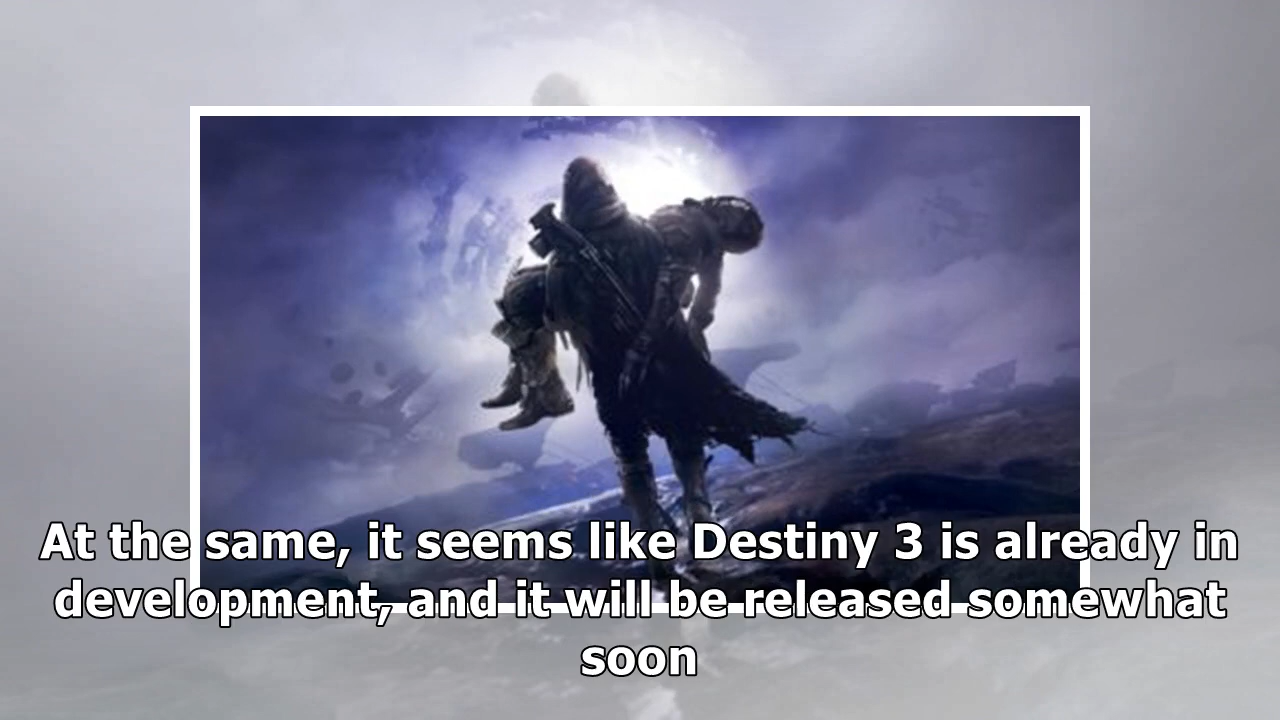 At the same, it seems like Destiny 3 is already in
development, and it will be released somewhat
soon